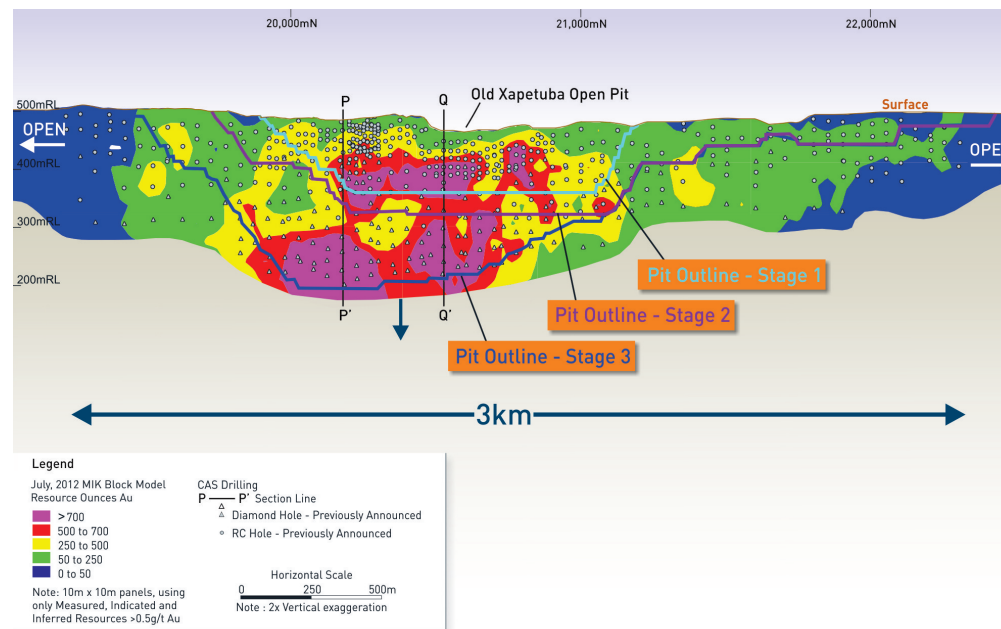 20,000mN
21,000mN
22,000mN
P
Q
Old Xapetuba Open Pit
Surface
500mRL
OPEN
400mRL
OPE
300mRL
200mRL
P'
Q'
Pit Outline - Stage 1
Pit Outline - Stage 2
Pit Outline - Stage 3
3km
Legend
July, 2012 MIK Block Model
Resource Ounces Au
>700
500 to 700
250 to 500
50 to 250
0 to 50
Note: 10m x 10m panels, using
only Measured, Indicated and
Inferred Resources >0.5g/t Au
CAS Drilling
P P' Section Line
Diamond Hole - Previously Announced
RC Hole - Previously Announced
Horizontal Scale
0 250 500m
Note : 2x Vertical exaggeration